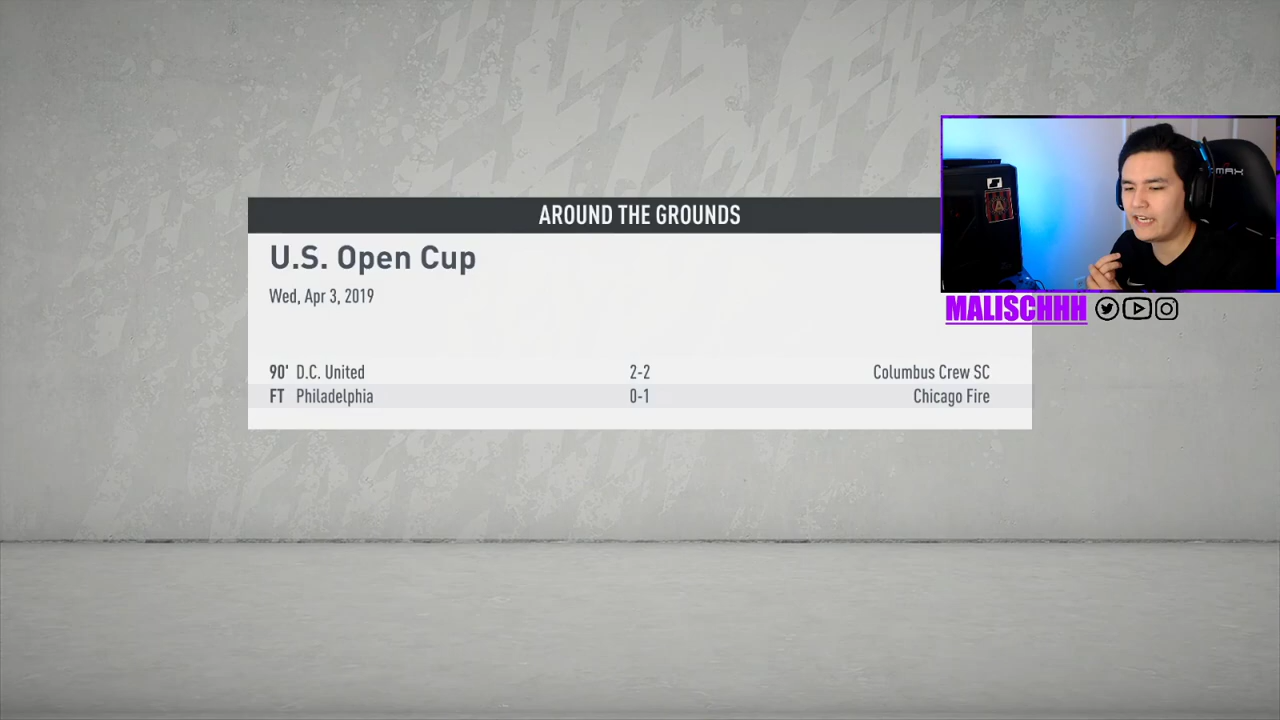 AROUND THE GROUNDS
U.S. Open Cup
Wed, Apr 3, 2019
90' D.C. United 2-2 Columbus Crew SC
FT Philadelphia 0-1 Chicago Fire
MALISCHHH